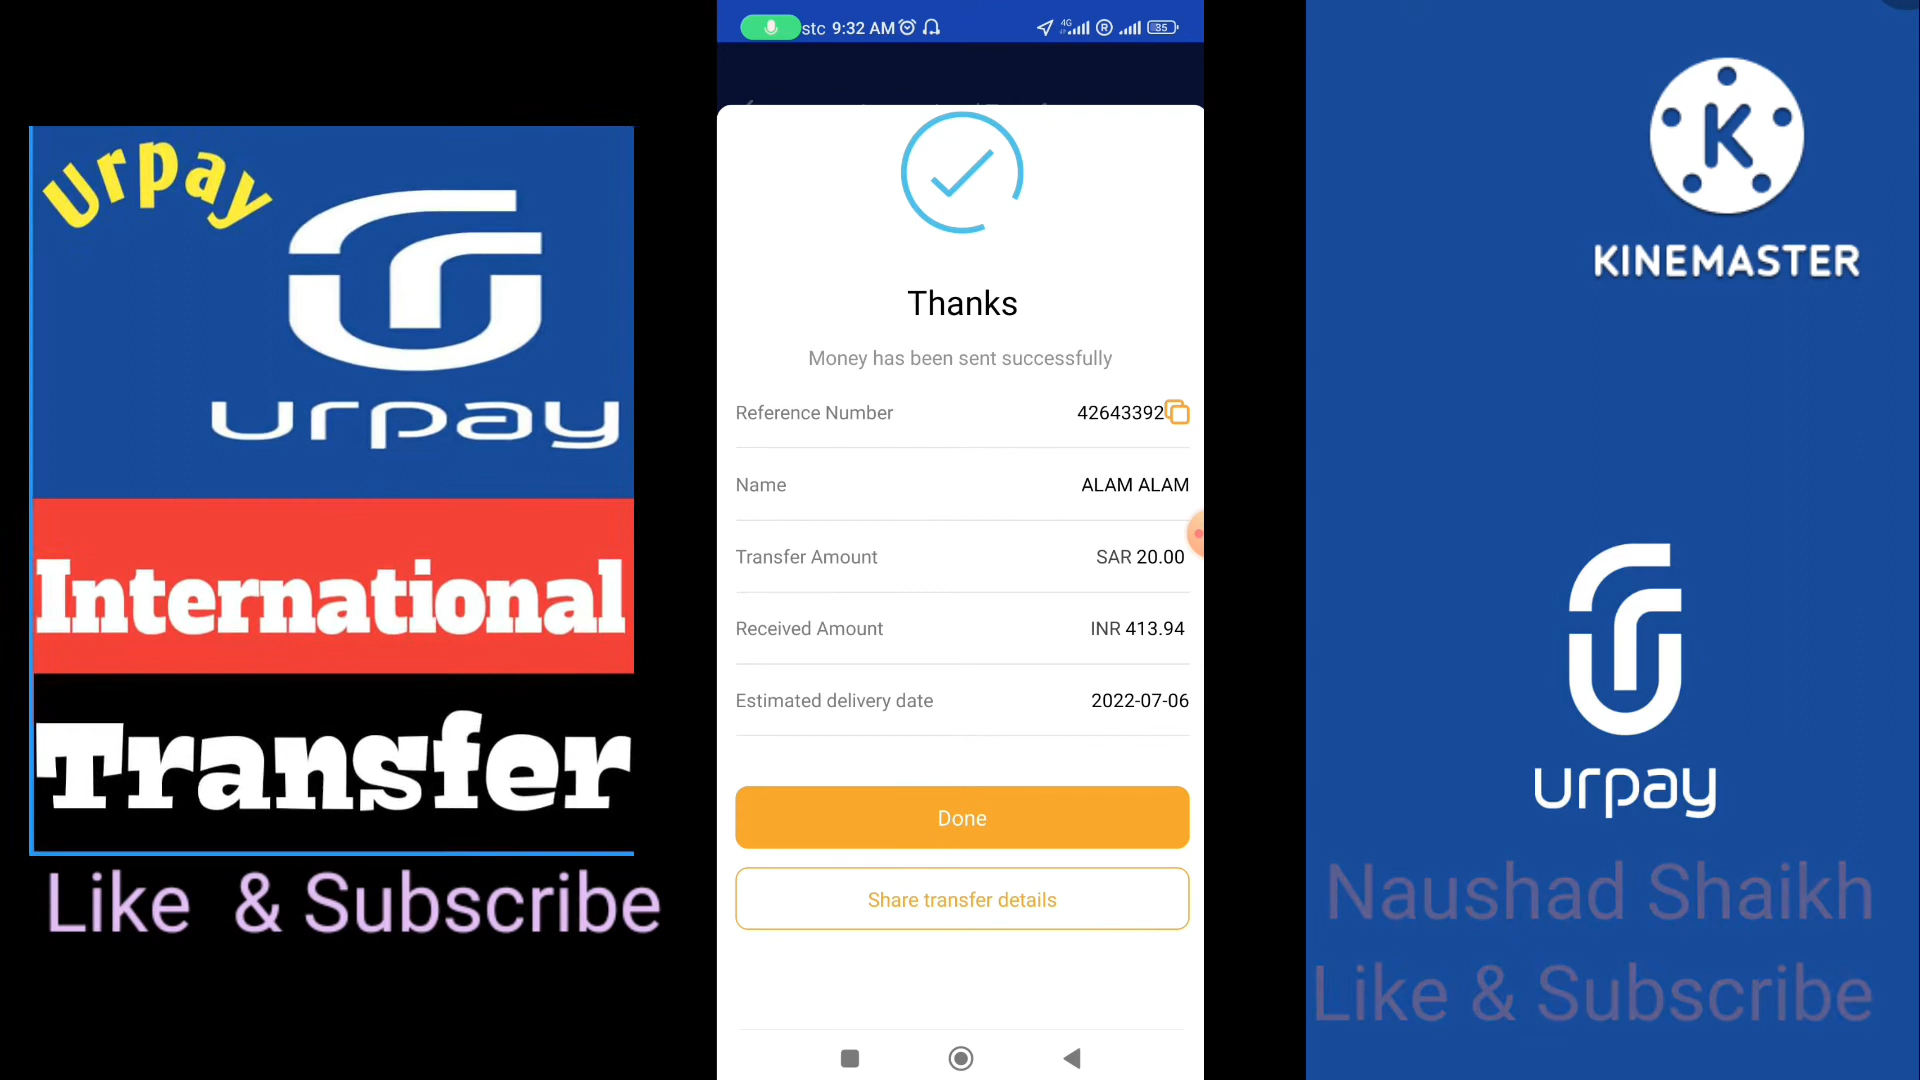 Urpay
urpay
International
Transfer
Like & Subscribe
stc 9:32 AM
4G
R
35
Thanks
Money has been sent successfully
Reference Number 42643392
Name ALAM ALAM
Transfer Amount SAR 20.00
Received Amount INR 413.94
Estimated delivery date 2022-07-06
Done
Share transfer details
K
KINEMASTER
urpay
Naushad Shaikh
Like & Subscribe